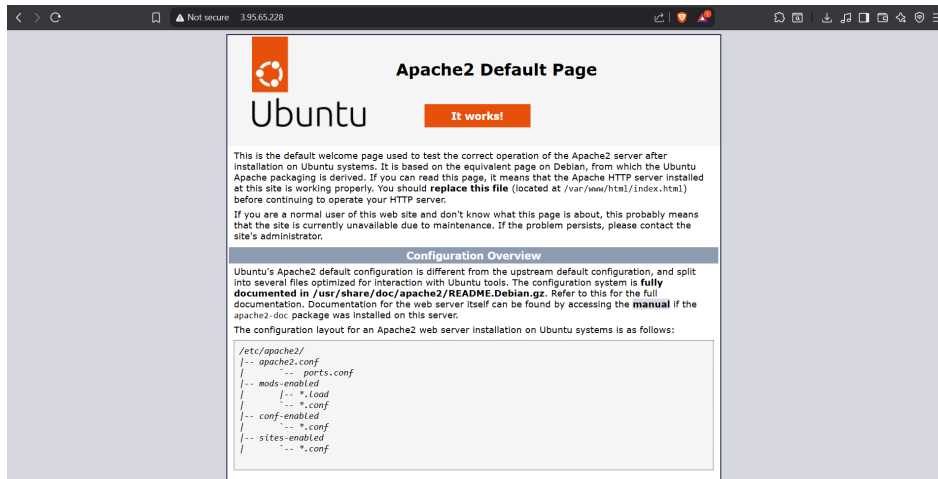 Not secure 3.95.65.228
Ubuntu
Apache2 Default Page
It works!
This is the default welcome page used to test the correct operation of the Apache2 server after
installation on Ubuntu systems. It is based on the equivalent page on Debian, from which the Ubuntu
Apache packaging is derived. If you can read this page, it means that the Apache HTTP server installed
at this site is working properly. You should replace this file (located at /var/www/html/index.html)
before continuing to operate your HTTP server.
If you are a normal user of this web site and don't know what this page is about, this probably means
that the site is currently unavailable due to maintenance. If the problem persists, please contact the
site's administrator.
Configuration Overview
Ubuntu's Apache2 default configuration is different from the upstream default configuration, and split
into several files optimized for interaction with Ubuntu tools. The configuration system is fully
documented in /usr/share/doc/apache2/README.Debian.gz. Refer to this for the full
documentation. Documentation for the web server itself can be found by accessing the manual if the
apache2-doc package was installed on this server.
The configuration layout for an Apache2 web server installation on Ubuntu systems is as follows:
/etc/apache2/
|-- apache2.conf
|       `--  ports.conf
|-- mods-enabled
|       |-- *.load
|       `-- *.conf
|-- conf-enabled
|       `-- *.conf
|-- sites-enabled
|       `-- *.conf